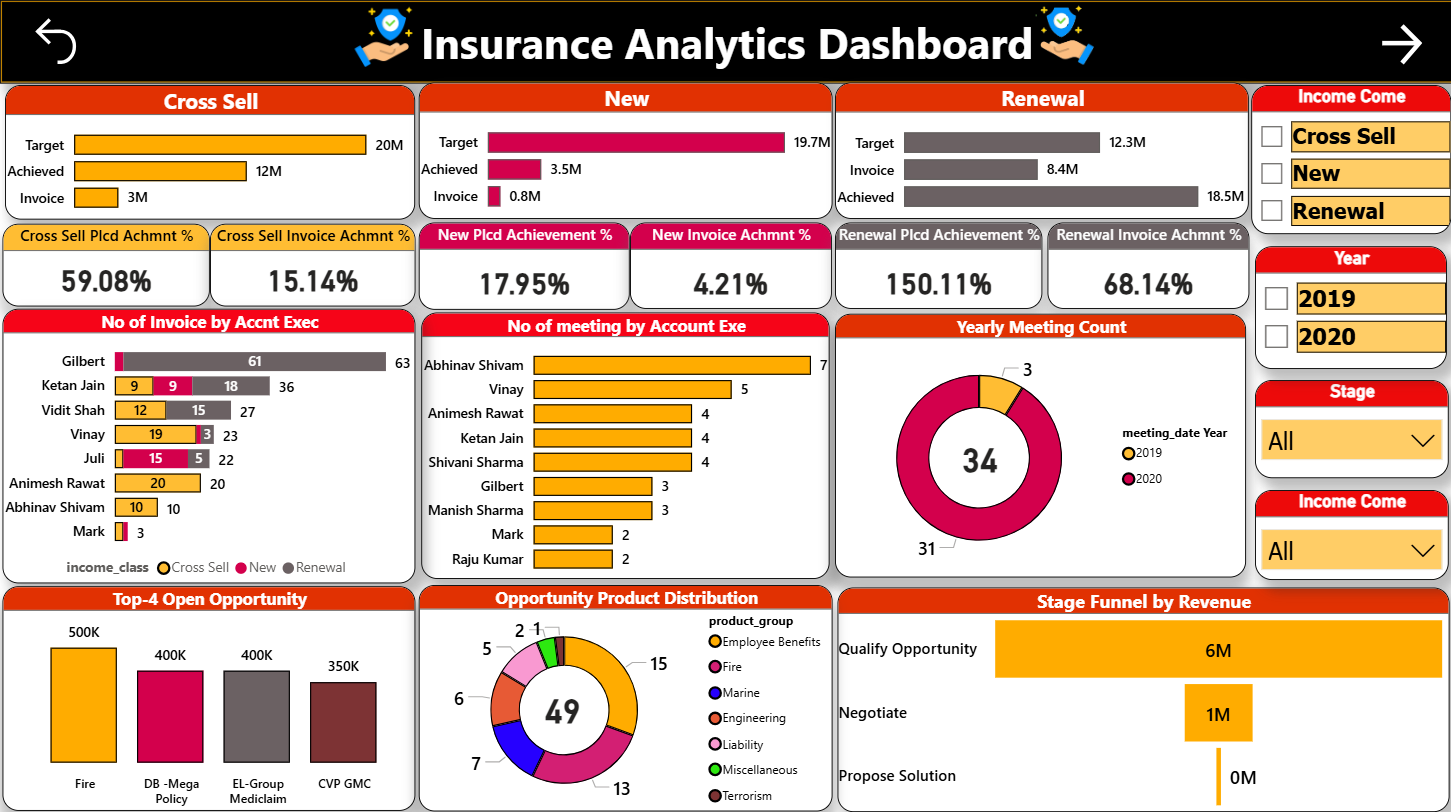 Insurance Analytics Dashboard
Cross Sell
Target 20M
Achieved 12M
Invoice 3M
New
Target 19.7M
Achieved 3.5M
Invoice 0.8M
Renewal
Target 12.3M
Invoice 8.4M
Achieved 18.5M
Income Come
Cross Sell
New
Renewal
Cross Sell Plcd Achmnt %
59.08%
Cross Sell Invoice Achmnt %
15.14%
New Plcd Achievement %
17.95%
New Invoice Achmnt %
4.21%
Renewal Plcd Achievement %
150.11%
Renewal Invoice Achmnt %
68.14%
Year
2019
2020
No of Invoice by Accnt Exec
Gilbert 61 63
Ketan Jain 9 9 18 36
Vidit Shah 12 15 27
Vinay 19 3 23
Juli 15 5 22
Animesh Rawat 20 20
Abhinav Shivam 10 10
Mark 3
income_class Cross Sell New Renewal
No of meeting by Account Exe
Abhinav Shivam 7
Vinay 5
Animesh Rawat 4
Ketan Jain 4
Shivani Sharma 4
Gilbert 3
Manish Sharma 3
Mark 2
Raju Kumar 2
Yearly Meeting Count
3
34
31
meeting_date Year
2019
2020
Stage
All
Income Come
All
Top-4 Open Opportunity
500K
400K
400K
350K
Fire
DB -Mega
Policy
EL-Group
Mediclaim
CVP GMC
Opportunity Product Distribution
15
13
7
6
5
2
1
49
product_group
Employee Benefits
Fire
Marine
Engineering
Liability
Miscellaneous
Terrorism
Stage Funnel by Revenue
Qualify Opportunity 6M
Negotiate 1M
Propose Solution 0M